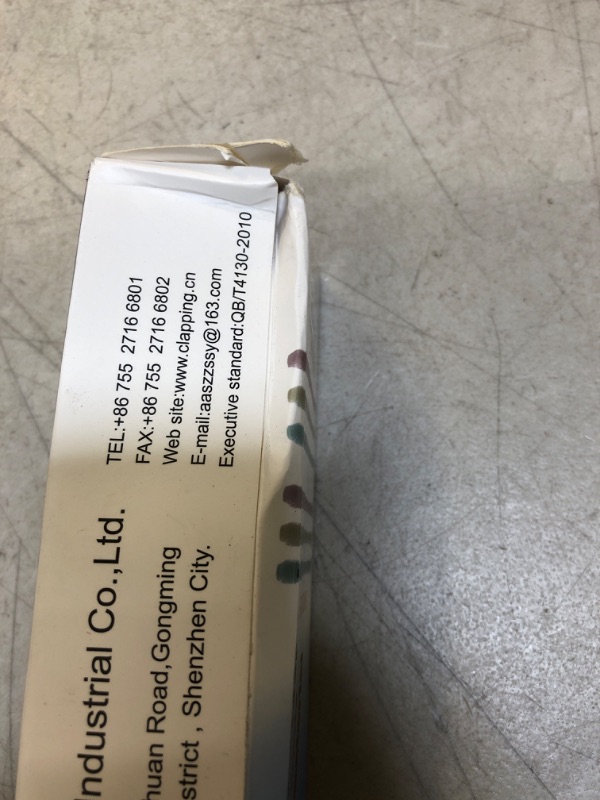 Industrial Co.,Ltd.
huan Road,Gongming
strict , Shenzhen City.
TEL:+86 755 2716 6801
FAX:+86 755 2716 6802
Web site:www.clapping.cn
E-mail:aaszzssy@163.com
Executive standard:QB/T4130-2010